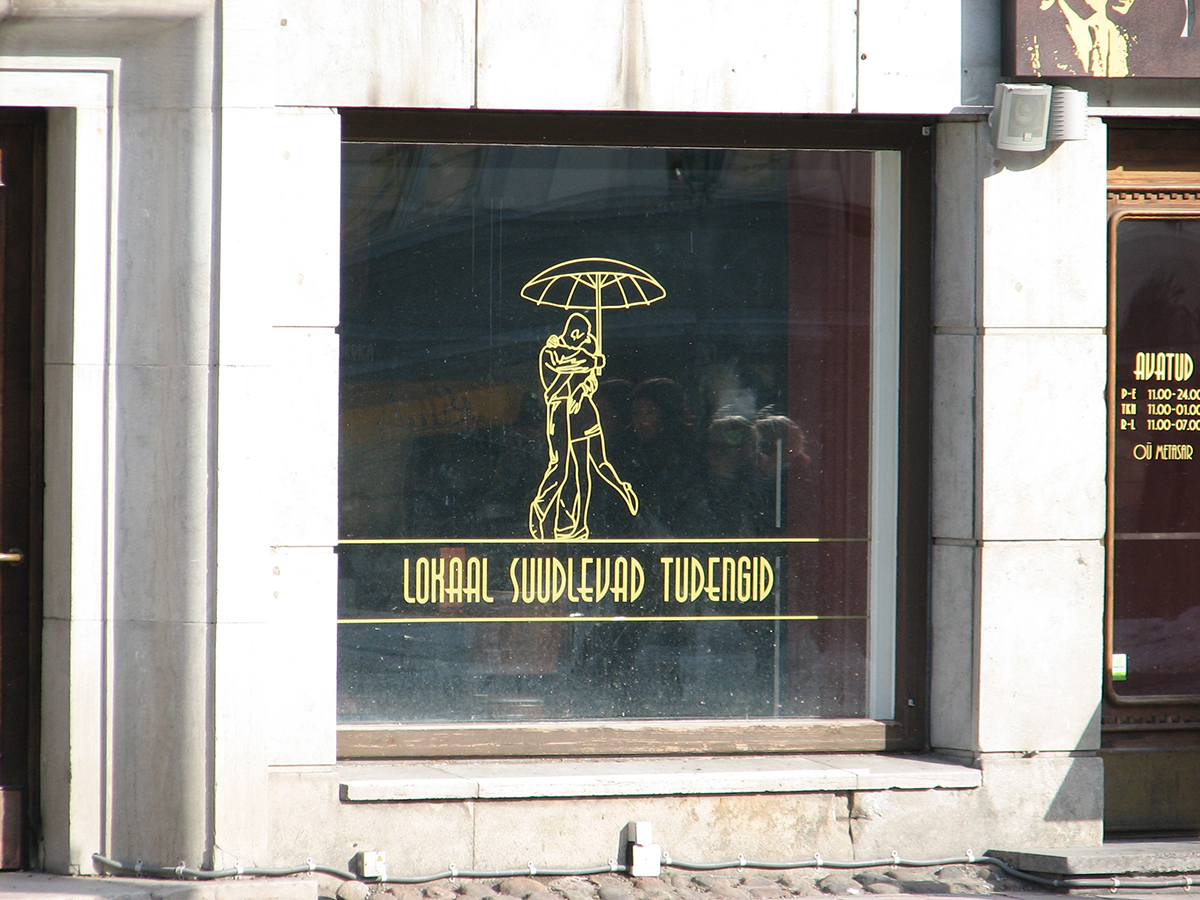 LOKAAL SUUDLEVAD TUDENGID
AVATUD
P-E 11.00-24.00
TKN 11.00-01.00
R-L 11.00-07.00
OÜ METASAR